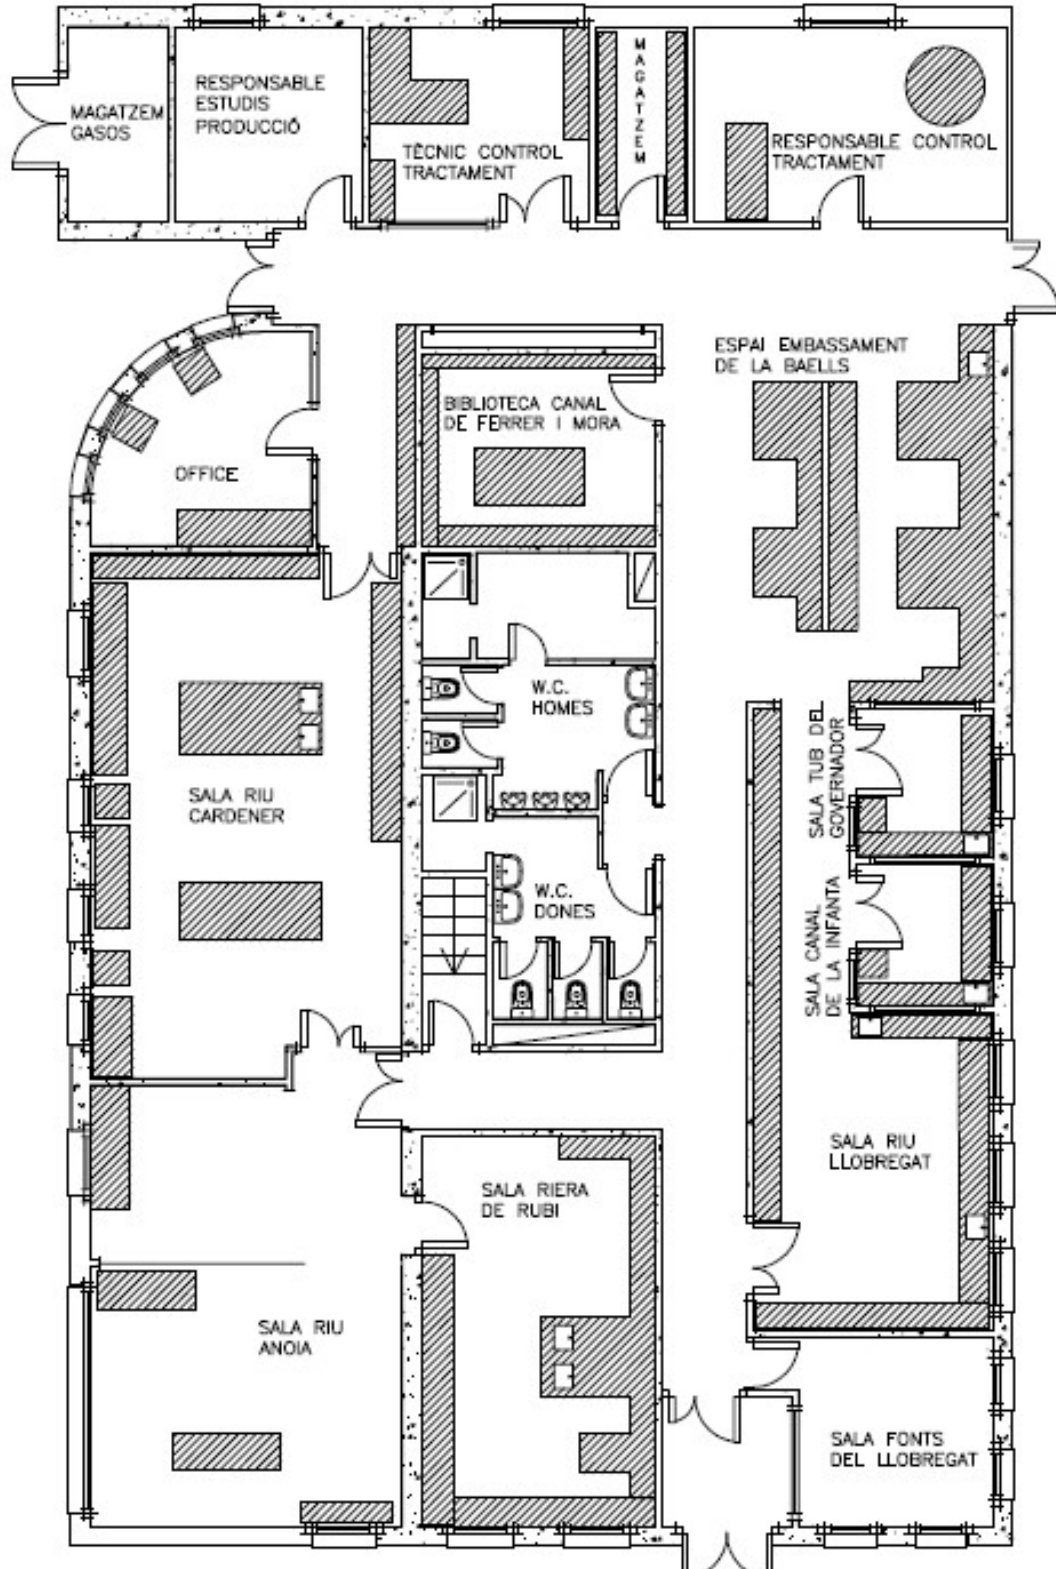 MAGATZEM
GASOS
RESPONSABLE
ESTUDIS
PRODUCCIÓ
TÈCNIC CONTROL
TRACTAMENT
MAGATZEM
RESPONSABLE CONTROL
TRACTAMENT
ESPAI EMBASSAMENT
DE LA BAELLS
BIBLIOTECA CANAL
DE FERRER I MORA
OFFICE
W.C.
HOMES
SALA RIU
CARDENER
SALA TUB DEL
GOVERNADOR
W.C.
DONES
SALA CANAL
DE LA INFANTA
SALA RIU
LLOBREGAT
SALA RIERA
DE RUBI
SALA RIU
ANOIA
SALA FONTS
DEL LLOBREGAT